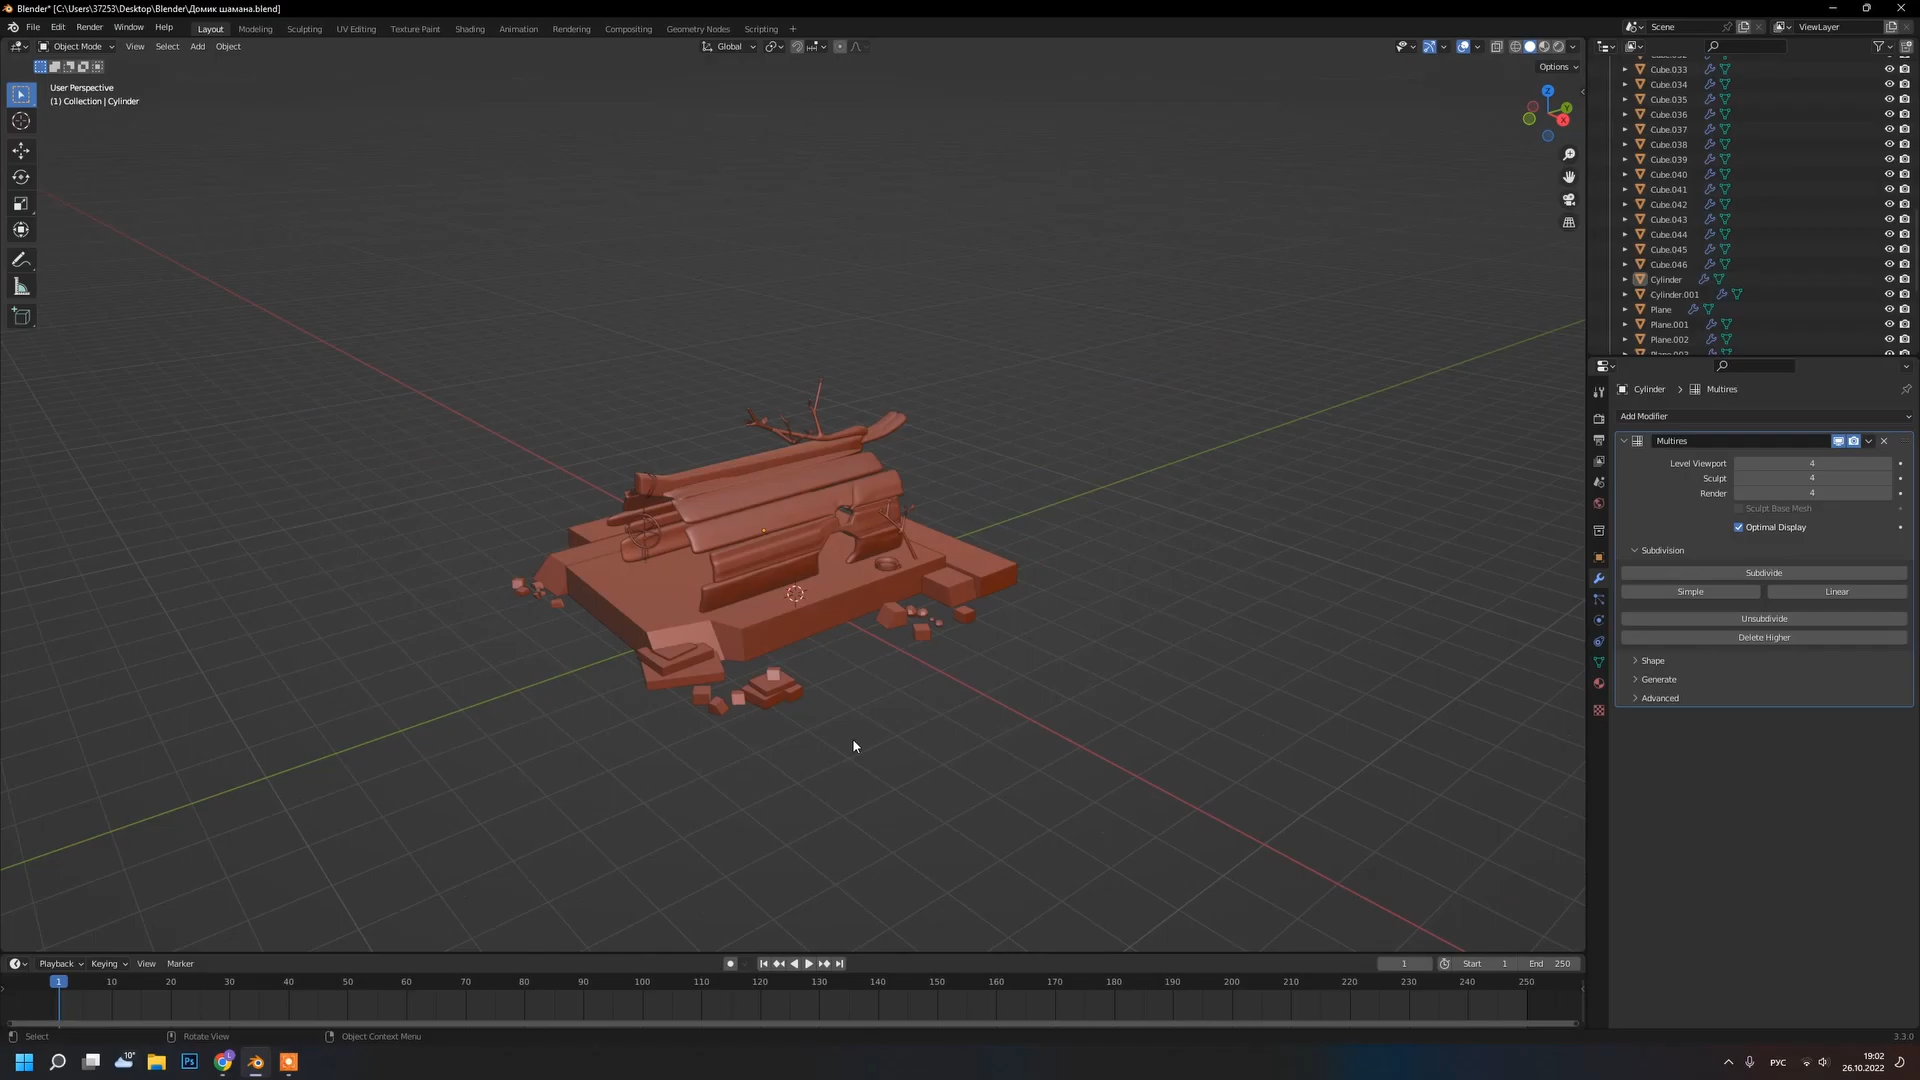 Blender* [C:\Users\37253\Desktop\Blender\Домик шамана.blend]
File Edit Render Window Help
Layout Modeling Sculpting UV Editing Texture Paint Shading Animation Rendering Compositing Geometry Nodes Scripting +
Scene ViewLayer
Object Mode View Select Add Object
Global
Options
User Perspective
(1) Collection | Cylinder
Z
Y
X
Cube.033
Cube.034
Cube.035
Cube.036
Cube.037
Cube.038
Cube.039
Cube.040
Cube.041
Cube.042
Cube.043
Cube.044
Cube.045
Cube.046
Cylinder
Cylinder.001
Plane
Plane.001
Plane.002
Cylinder > Multires
Add Modifier
Multires
Level Viewport 4
Sculpt 4
Render 4
Sculpt Base Mesh
Optimal Display
Subdivision
Subdivide
Simple Linear
Unsubdivide
Delete Higher
Shape
Generate
Advanced
Playback Keying View Marker
1 Start 1 End 250
1 10 20 30 40 50 60 70 80 90 100 110 120 130 140 150 160 170 180 190 200 210 220 230 240 250
Select Rotate View Object Context Menu 3.3.0
10° Ps L РУС
19:02
26.10.2022